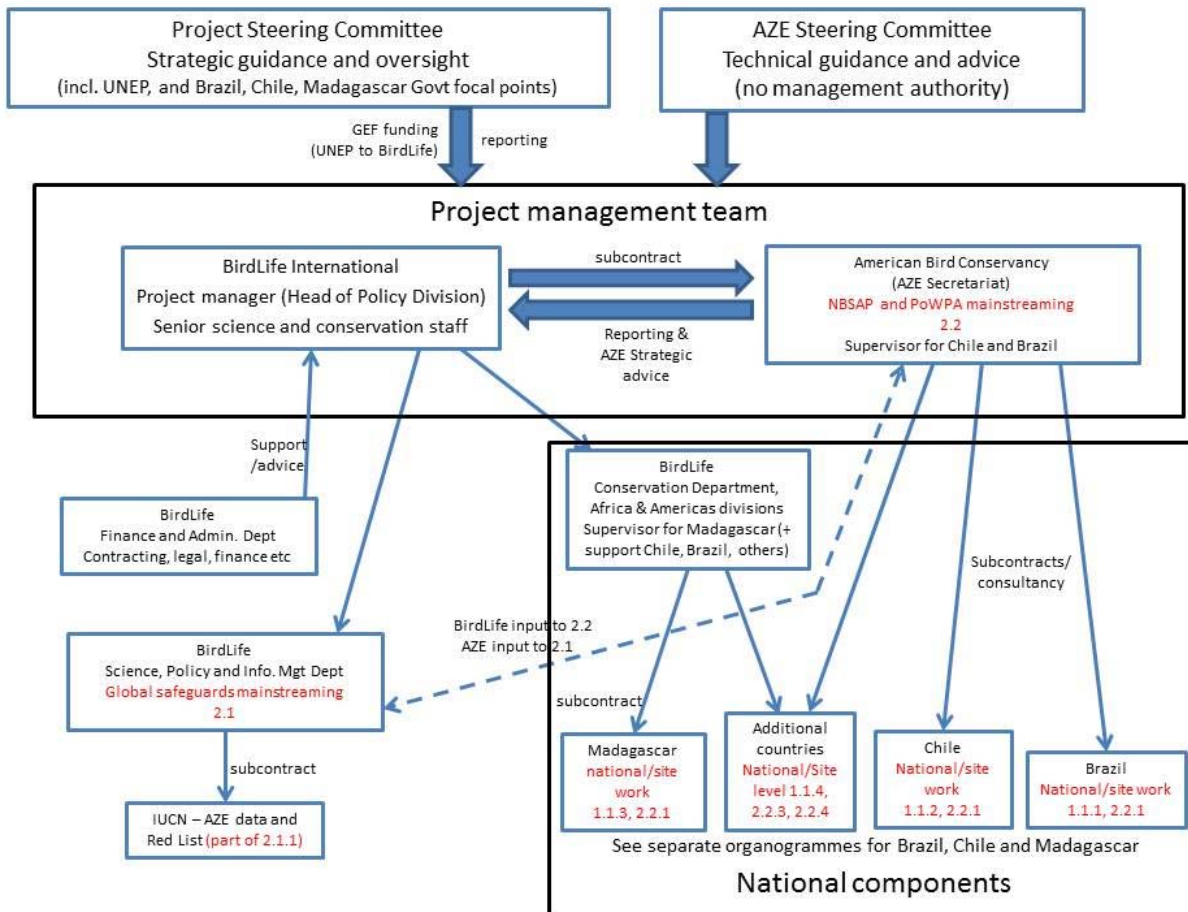 Project Steering Committee
Strategic guidance and oversight
(incl. UNEP, and Brazil, Chile, Madagascar Govt focal points)
AZE Steering Committee
Technical guidance and advice
(no management authority)
GEF funding
(UNEP to BirdLife)
reporting
Project management team
BirdLife International
Project manager (Head of Policy Division)
Senior science and conservation staff
subcontract
Reporting &
AZE Strategic
advice
American Bird Conservancy
(AZE Secretariat)
NBSAP and PoWPA mainstreaming
2.2
Supervisor for Chile and Brazil
Support
/advice
BirdLife
Finance and Admin. Dept
Contracting, legal, finance etc
BirdLife
Conservation Department,
Africa & Americas divisions
Supervisor for Madagascar (+
support Chile, Brazil, others)
Subcontracts/
consultancy
BirdLife input to 2.2
AZE input to 2.1
BirdLife
Science, Policy and Info. Mgt Dept
Global safeguards mainstreaming
2.1
subcontract
IUCN – AZE data and
Red List (part of 2.1.1)
subcontract
Madagascar
national/site
work
1.1.3, 2.2.1
Additional
countries
National/Site
level 1.1.4,
2.2.3, 2.2.4
Chile
National/site
work
1.1.2, 2.2.1
Brazil
National/site work
1.1.1, 2.2.1
See separate organogrammes for Brazil, Chile and Madagascar
National components